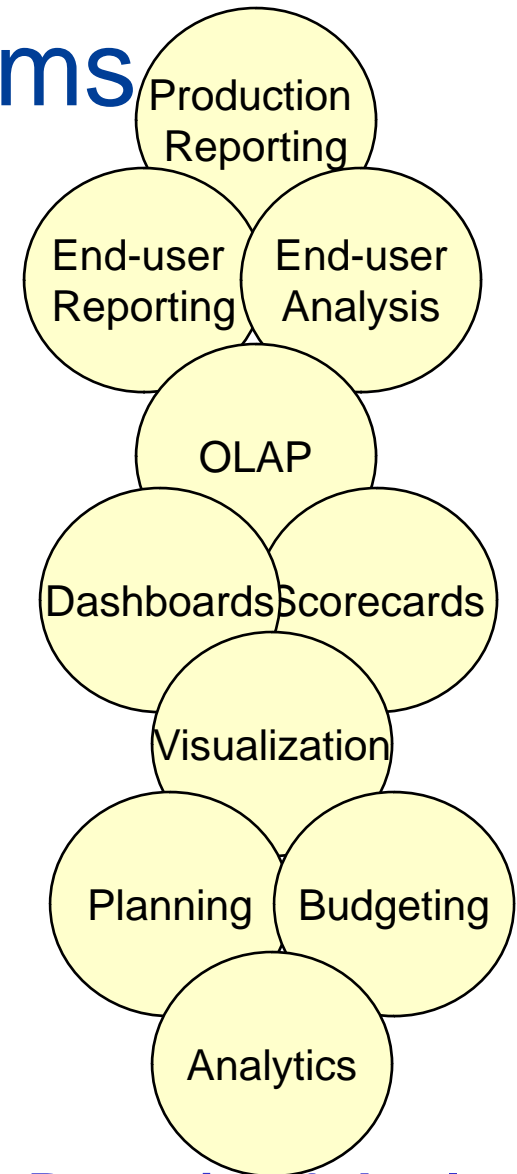 ms
Production
Reporting
End-user
Reporting
End-user
Analysis
OLAP
Dashboards
Scorecards
Visualization
Planning
Budgeting
Analytics